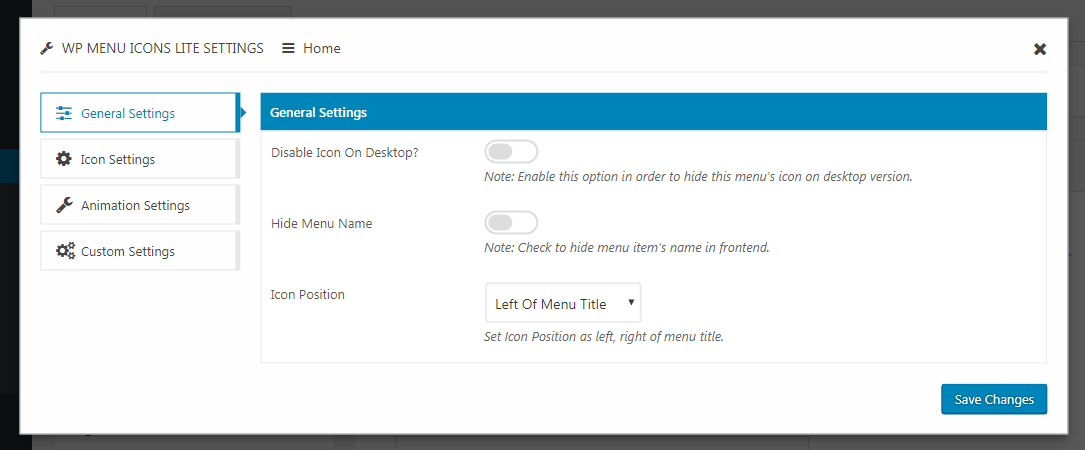 WP MENU ICONS LITE SETTINGS Home
General Settings
Icon Settings
Animation Settings
Custom Settings
General Settings
Disable Icon On Desktop?
Note: Enable this option in order to hide this menu's icon on desktop version.
Hide Menu Name
Note: Check to hide menu item's name in frontend.
Icon Position
Left Of Menu Title
Set Icon Position as left, right of menu title.
Save Changes